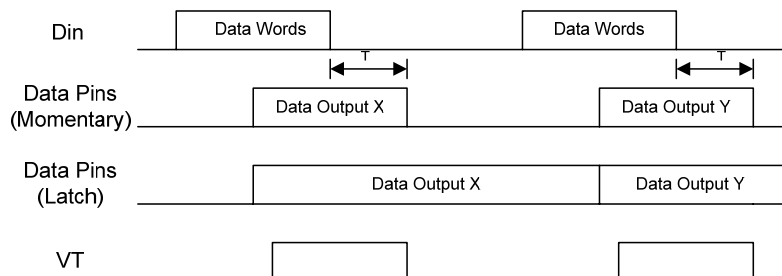 Din
Data Words
Data Words
T
T
Data Pins
(Momentary)
Data Output X
Data Output Y
Data Pins
(Latch)
Data Output X
Data Output Y
VT